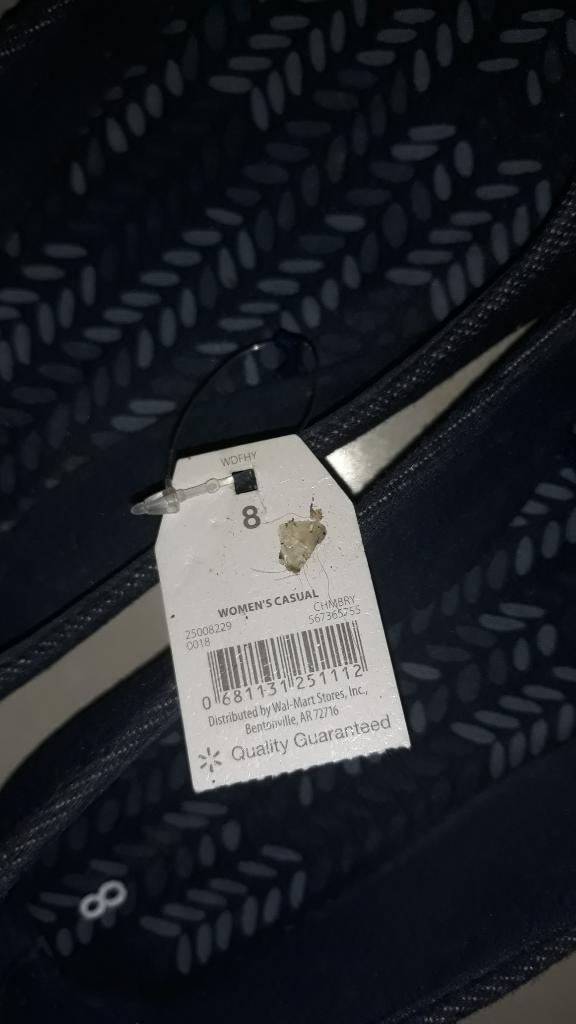 WDFHY
8
WOMEN'S CASUAL
25008229 CHMBRY
0018 567365755
0 681131 251112
Distributed by Wal-Mart Stores, Inc.,
Bentonville, AR 72716
Quality Guaranteed
8